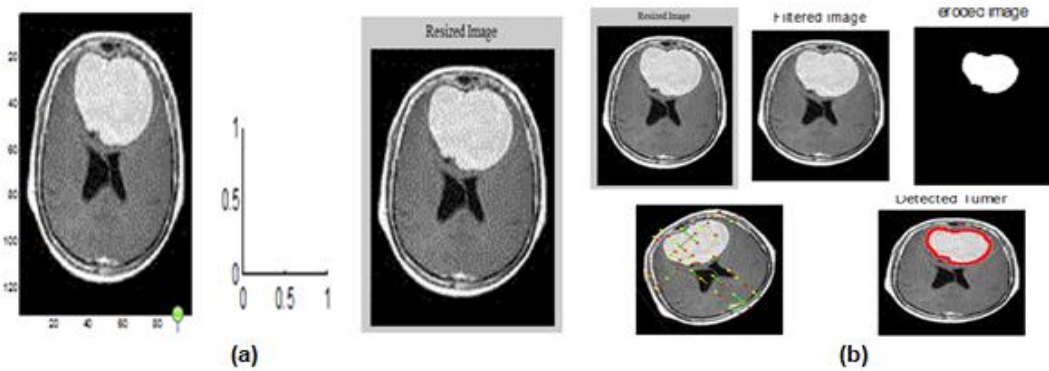 20
40
60
80
100
120
20 40 60 80
1
0.5
0
0 0.5 1
Resized Image
(a)
Resized Image
Filtered Image
eroded image
Detected Tumer
(b)